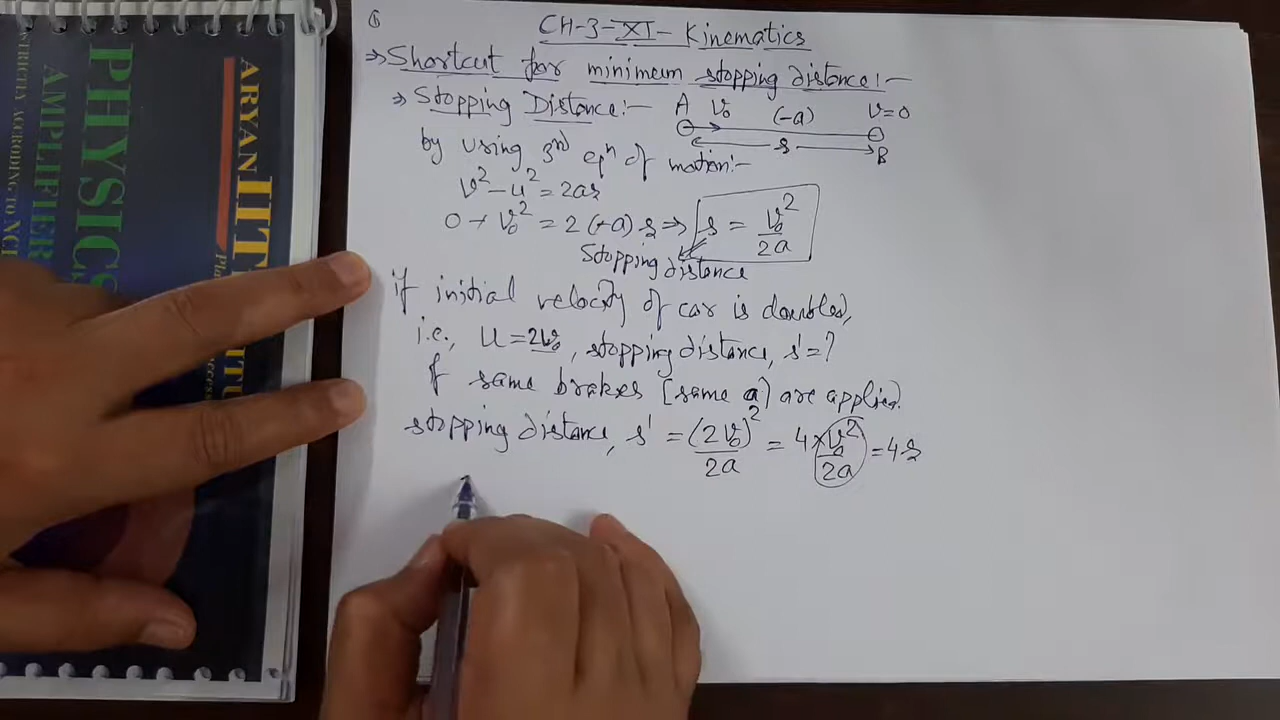 CH-3-XI- Kinematics
⇒ Shortcut for minimum stopping distance:-
⇒ Stopping Distance:- A V₀ (-a) V=0
by using 3rd eqn of motion:- s B
V² - u² = 2as
0 - V₀² = 2 (-a) s ⇒ s = V₀²/2a
Stopping distance
if initial velocity of car is doubled,
i.e., U = 2V₀, stopping distance, s' = ?
if same brakes [same a] are applied.
stopping distance, s' = (2V₀)²/2a = 4 × V₀²/2a = 4s
PHYSICS
AMPLIFIER
ARYAN